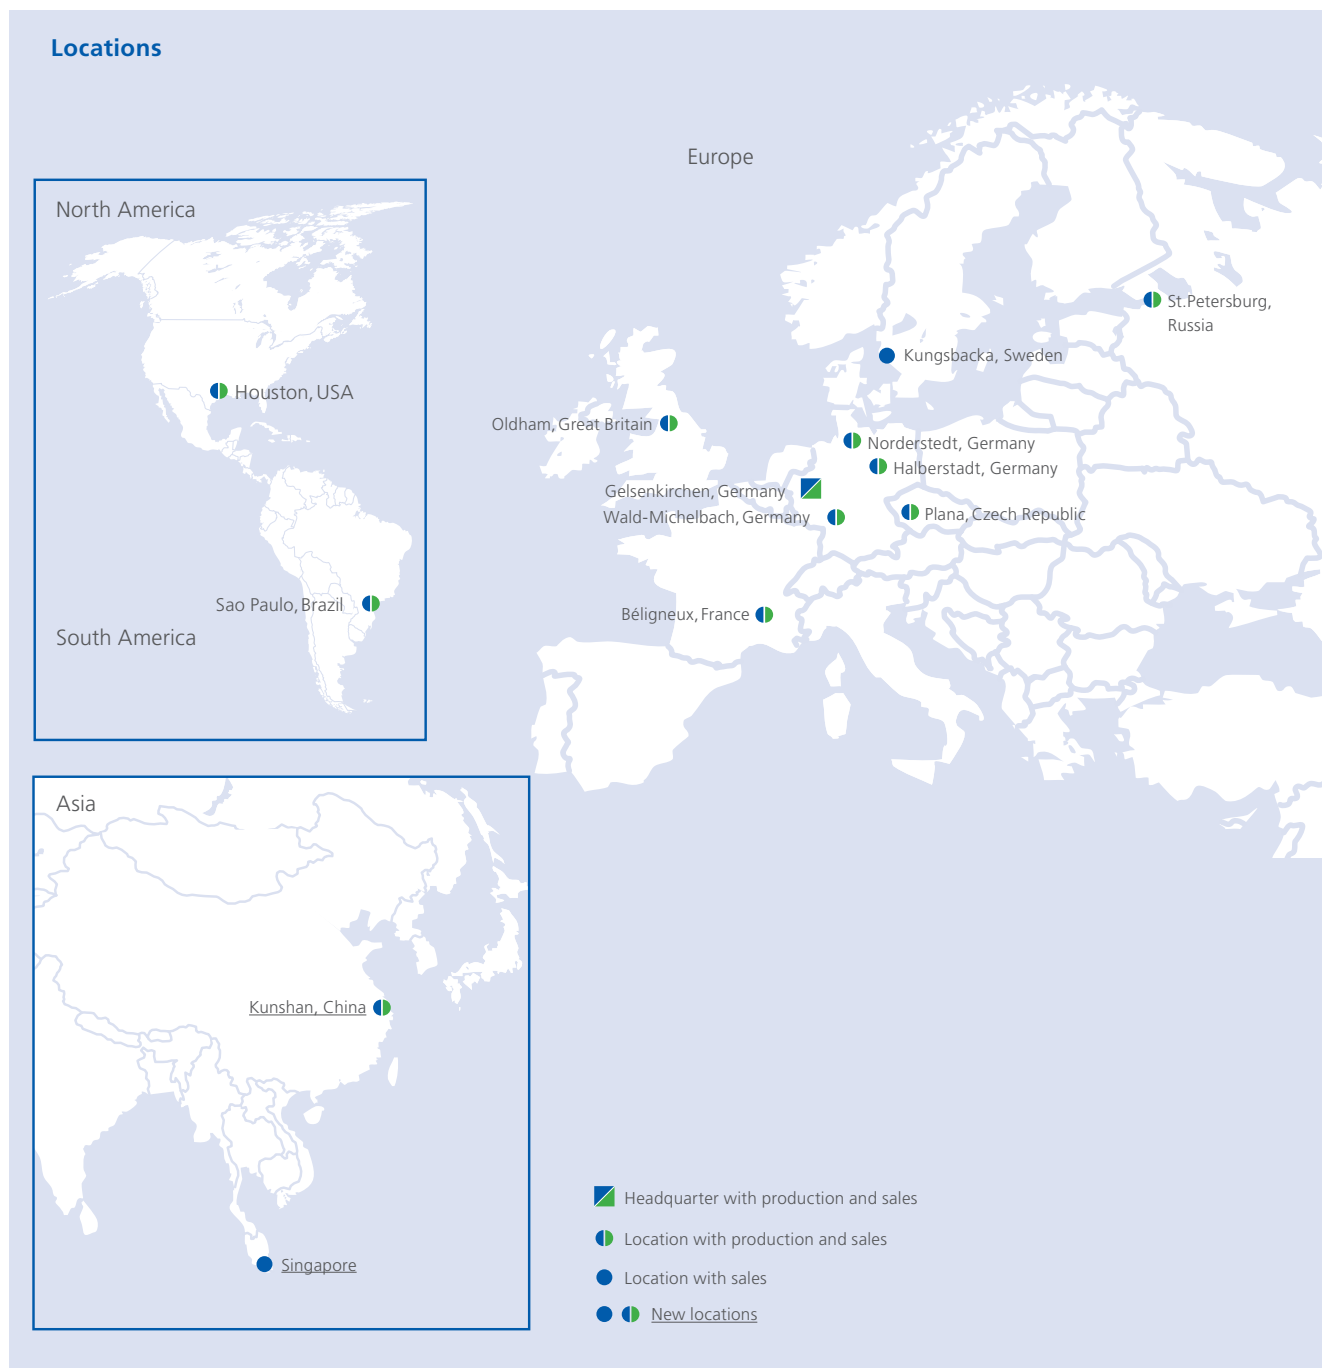 Locations
Europe
North America
St.Petersburg,
Russia
Kungsbacka, Sweden
Houston, USA
Oldham, Great Britain
Norderstedt, Germany
Halberstadt, Germany
Gelsenkirchen, Germany
Wald-Michelbach, Germany
Plana, Czech Republic
Sao Paulo, Brazil
Béligneux, France
South America
Asia
Kunshan, China
Singapore
Headquarter with production and sales
Location with production and sales
Location with sales
New locations